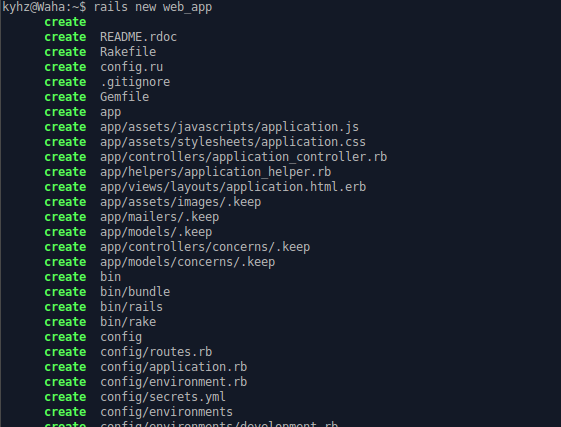 kyhz@Waha:~$ rails new web_app
create
create README.rdoc
create Rakefile
create config.ru
create .gitignore
create Gemfile
create app
create app/assets/javascripts/application.js
create app/assets/stylesheets/application.css
create app/controllers/application_controller.rb
create app/helpers/application_helper.rb
create app/views/layouts/application.html.erb
create app/assets/images/.keep
create app/mailers/.keep
create app/models/.keep
create app/controllers/concerns/.keep
create app/models/concerns/.keep
create bin
create bin/bundle
create bin/rails
create bin/rake
create config
create config/routes.rb
create config/application.rb
create config/environment.rb
create config/secrets.yml
create config/environments
create config/environments/development.rb